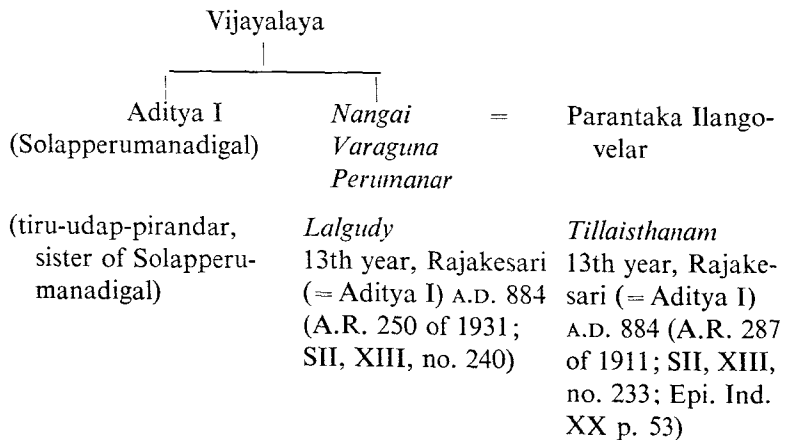 Vijayalaya
Aditya I
(Solapperumanadigal)
Nangai
Varaguna
Perumanar
=
Parantaka Ilango-
velar
(tiru-udap-pirandar,
sister of Solapperu-
manadigal)
Lalgudy
13th year, Rajakesari
(= Aditya I) A.D. 884
(A.R. 250 of 1931;
SII, XIII, no. 240)
Tillaisthanam
13th year, Rajake-
sari (= Aditya I)
A.D. 884 (A.R. 287
of 1911; SII, XIII,
no. 233; Epi. Ind.
XX p. 53)